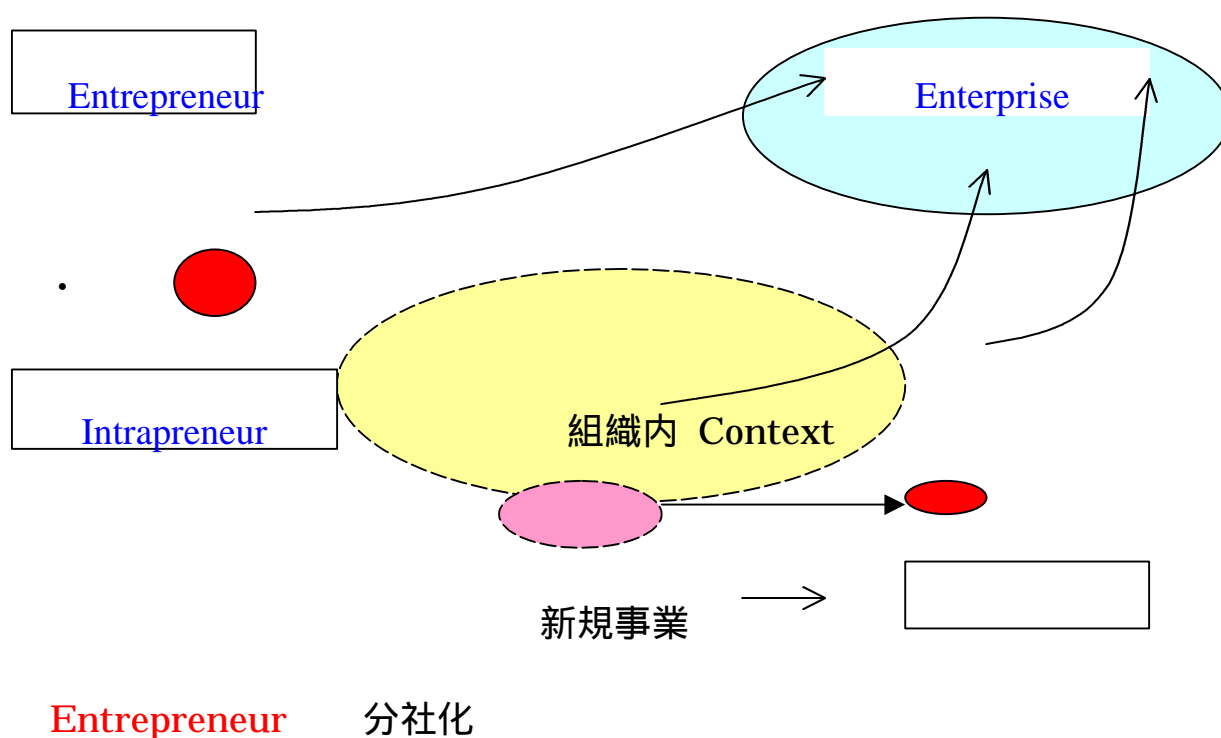 Entrepreneur
Enterprise
・
Intrapreneur
組織内 Context
新規事業
Entrepreneur 分社化